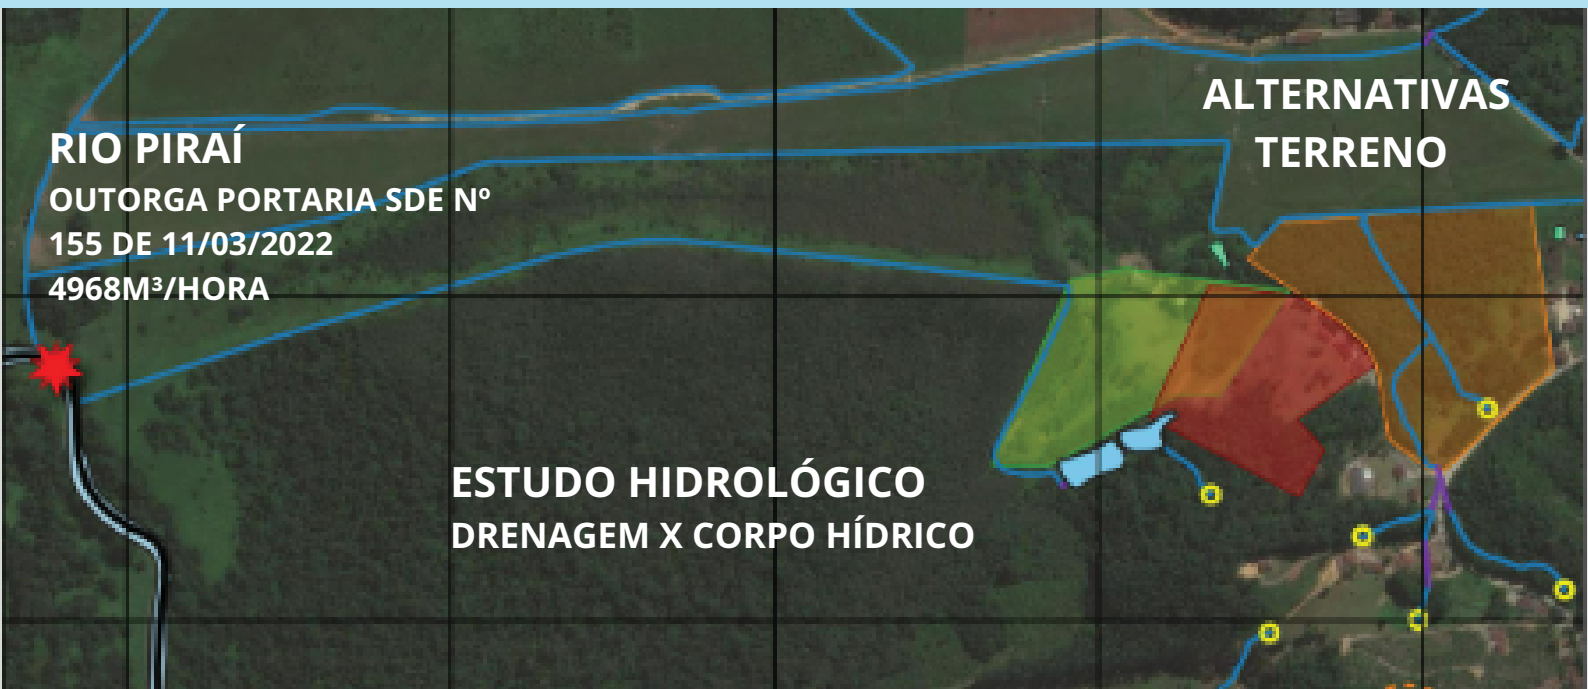 RIO PIRAÍ
OUTORGA PORTARIA SDE Nº
155 DE 11/03/2022
4968M³/HORA
ALTERNATIVAS
TERRENO
ESTUDO HIDROLÓGICO
DRENAGEM X CORPO HÍDRICO